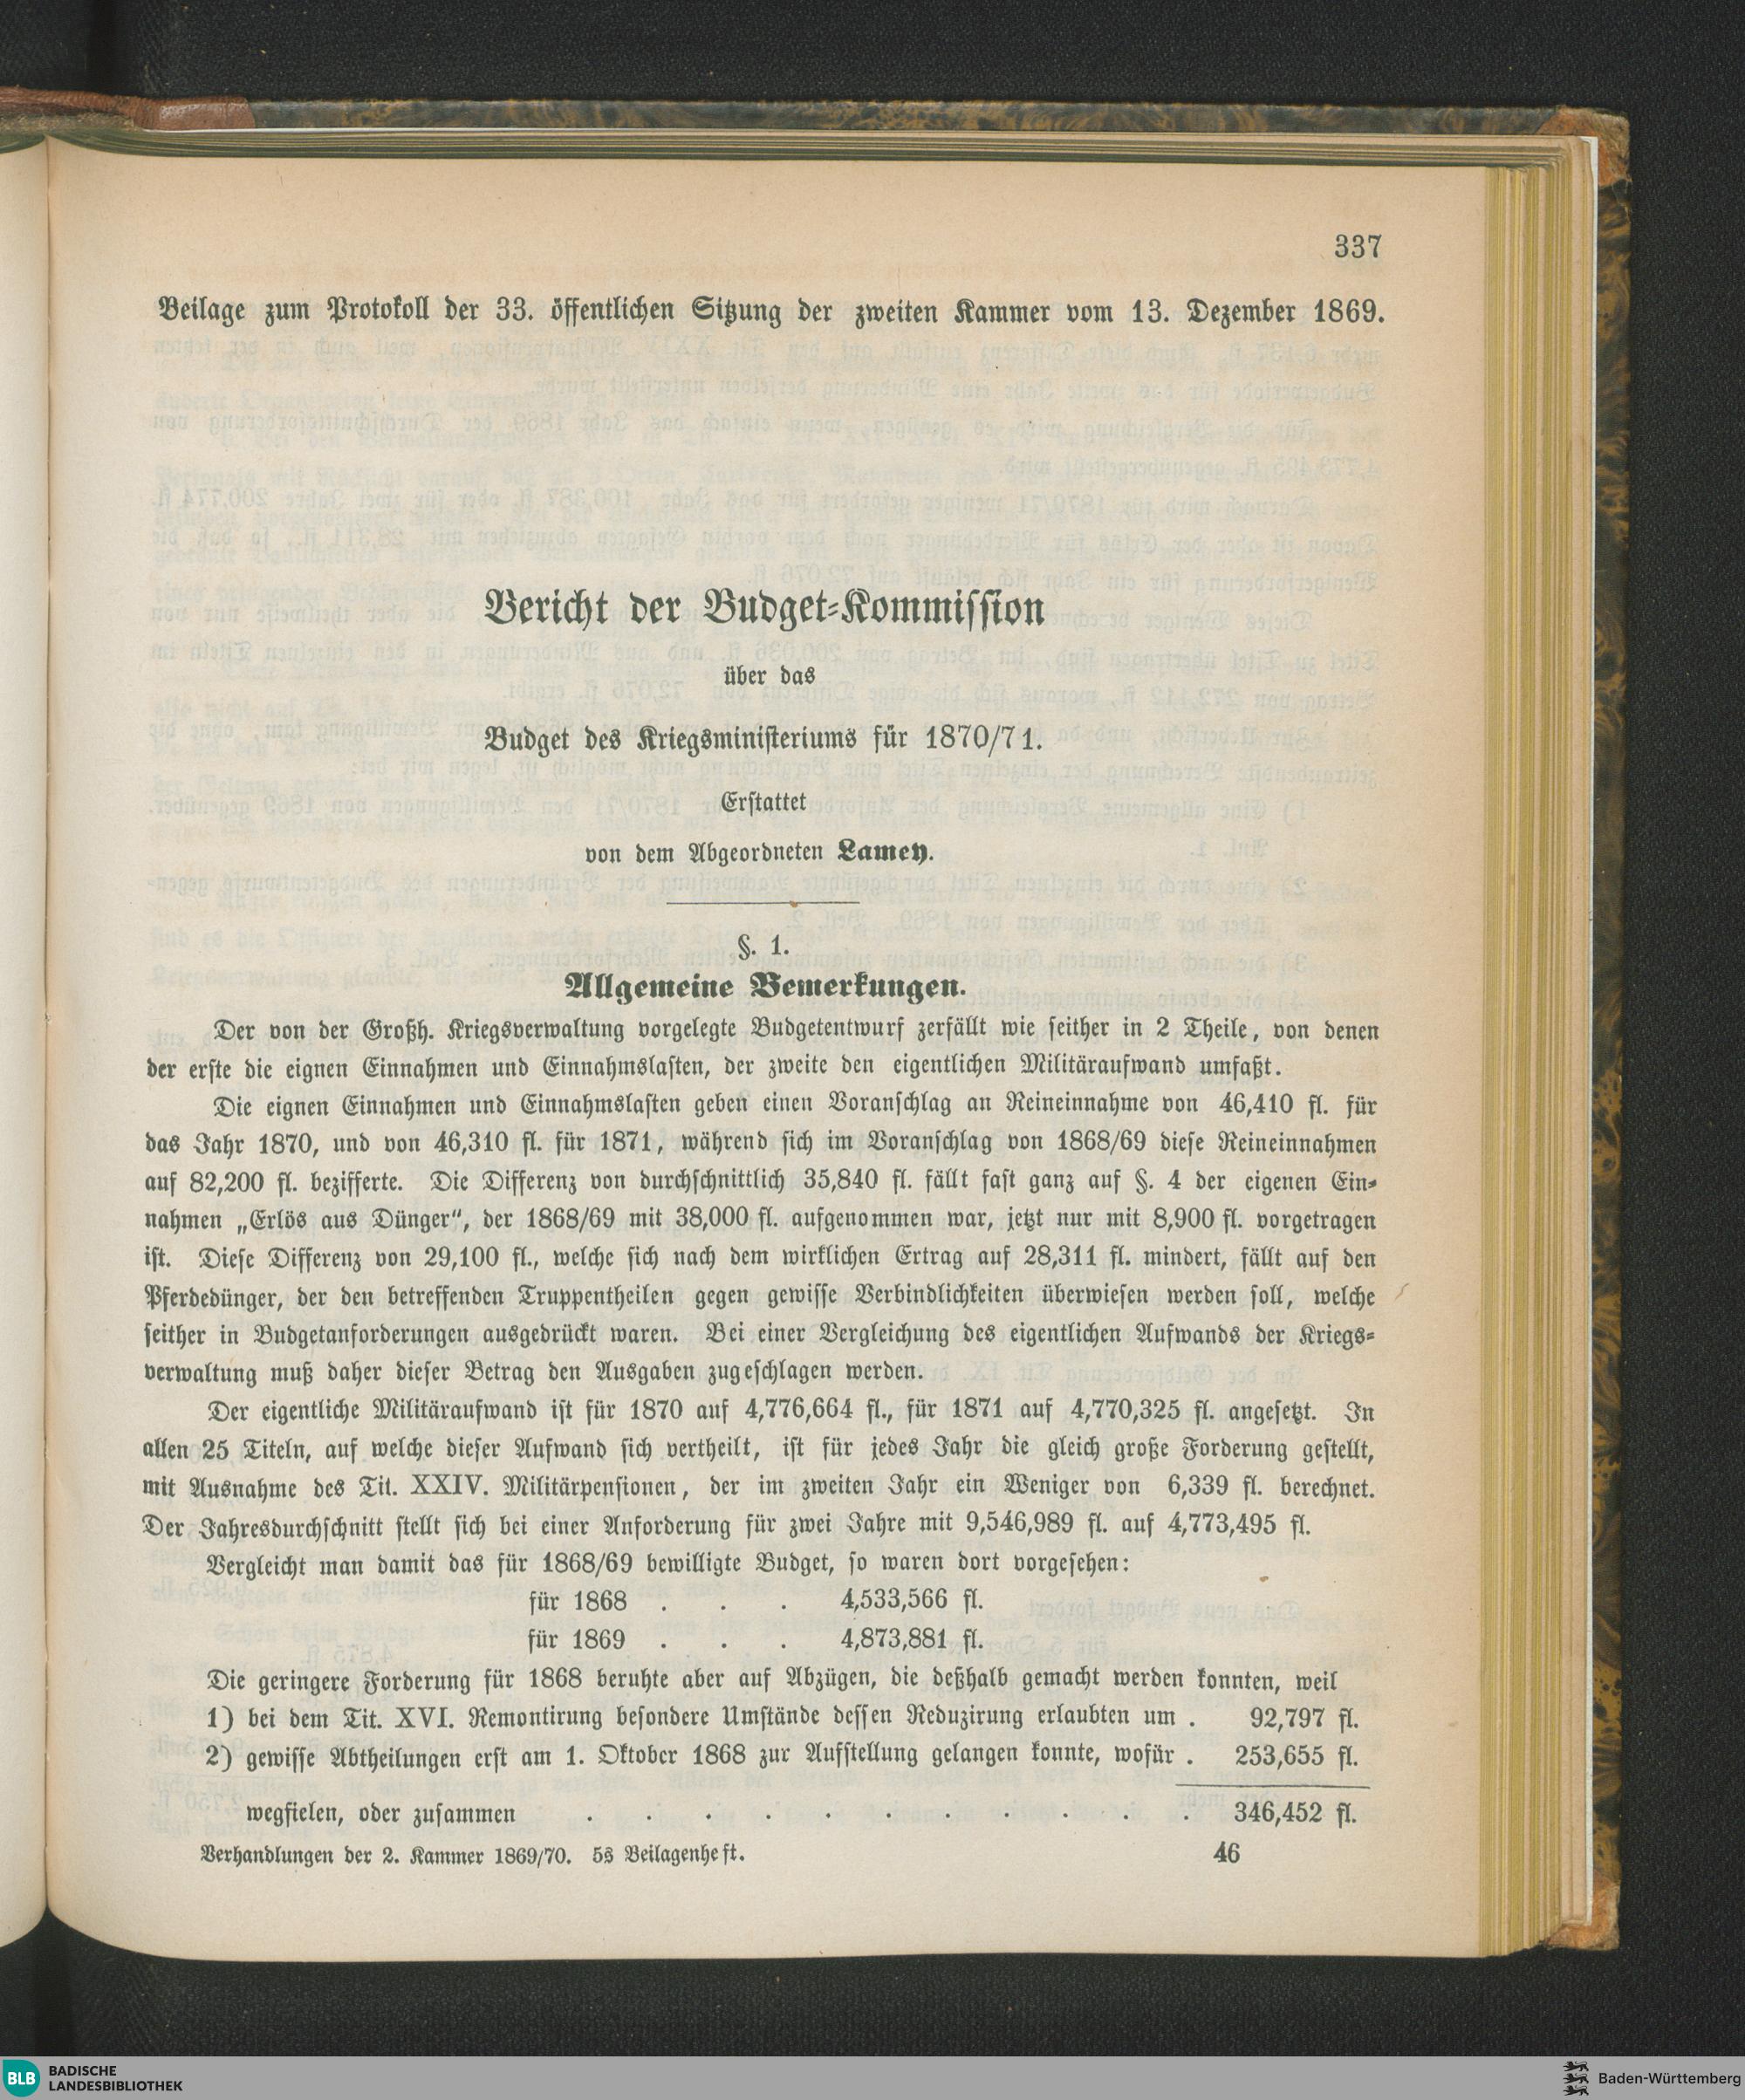 337
Beilage zum Protokoll der 33. öffentlichen Sitzung der zweiten Kammer vom 13. Dezember 1869.
Bericht der Budget-Kommission
über das
Budget des Kriegsministeriums für 1870/71.
Erstattet
von dem Abgeordneten Lamey.
§. 1.
Allgemeine Bemerkungen.
Der von der Großh. Kriegsverwaltung vorgelegte Budgetentwurf zerfällt wie seither in 2 Theile, von denen
der erste die eignen Einnahmen und Einnahmslasten, der zweite den eigentlichen Militäraufwand umfaßt.
Die eignen Einnahmen und Einnahmslasten geben einen Voranschlag an Reineinnahme von 46,410 fl. für
das Jahr 1870, und von 46,310 fl. für 1871, während sich im Voranschlag von 1868/69 diese Reineinnahmen
auf 82,200 fl. bezifferte. Die Differenz von durchschnittlich 35,840 fl. fällt fast ganz auf §. 4 der eigenen Ein-
nahmen „Erlös aus Dünger“, der 1868/69 mit 38,000 fl. aufgenommen war, jetzt nur mit 8,900 fl. vorgetragen
ist. Diese Differenz von 29,100 fl., welche sich nach dem wirklichen Ertrag auf 28,311 fl. mindert, fällt auf den
Pferdedünger, der den betreffenden Truppentheilen gegen gewisse Verbindlichkeiten überwiesen werden soll, welche
seither in Budgetanforderungen ausgedrückt waren. Bei einer Vergleichung des eigentlichen Aufwands der Kriegs-
verwaltung muß daher dieser Betrag den Ausgaben zugeschlagen werden.
Der eigentliche Militäraufwand ist für 1870 auf 4,776,664 fl., für 1871 auf 4,770,325 fl. angesetzt. In
allen 25 Titeln, auf welche dieser Aufwand sich vertheilt, ist für jedes Jahr die gleich große Forderung gestellt,
mit Ausnahme des Tit. XXIV. Militärpensionen, der im zweiten Jahr ein Weniger von 6,339 fl. berechnet.
Der Jahresdurchschnitt stellt sich bei einer Anforderung für zwei Jahre mit 9,546,989 fl. auf 4,773,495 fl.
Vergleicht man damit das für 1868/69 bewilligte Budget, so waren dort vorgesehen:
für 1868 . . . 4,533,566 fl.
für 1869 . . . 4,873,881 fl.
Die geringere Forderung für 1868 beruhte aber auf Abzügen, die deßhalb gemacht werden konnten, weil
1) bei dem Tit. XVI. Remontirung besondere Umstände dessen Reduzirung erlaubten um . 92,797 fl.
2) gewisse Abtheilungen erst am 1. Oktober 1868 zur Aufstellung gelangen konnte, wofür . 253,655 fl.
wegfielen, oder zusammen . . . . . . . . . . . 346,452 fl.
Verhandlungen der 2. Kammer 1869/70. 5s Beilagenheft. 46
BLB BADISCHE
LANDESBIBLIOTHEK
Baden-Württemberg